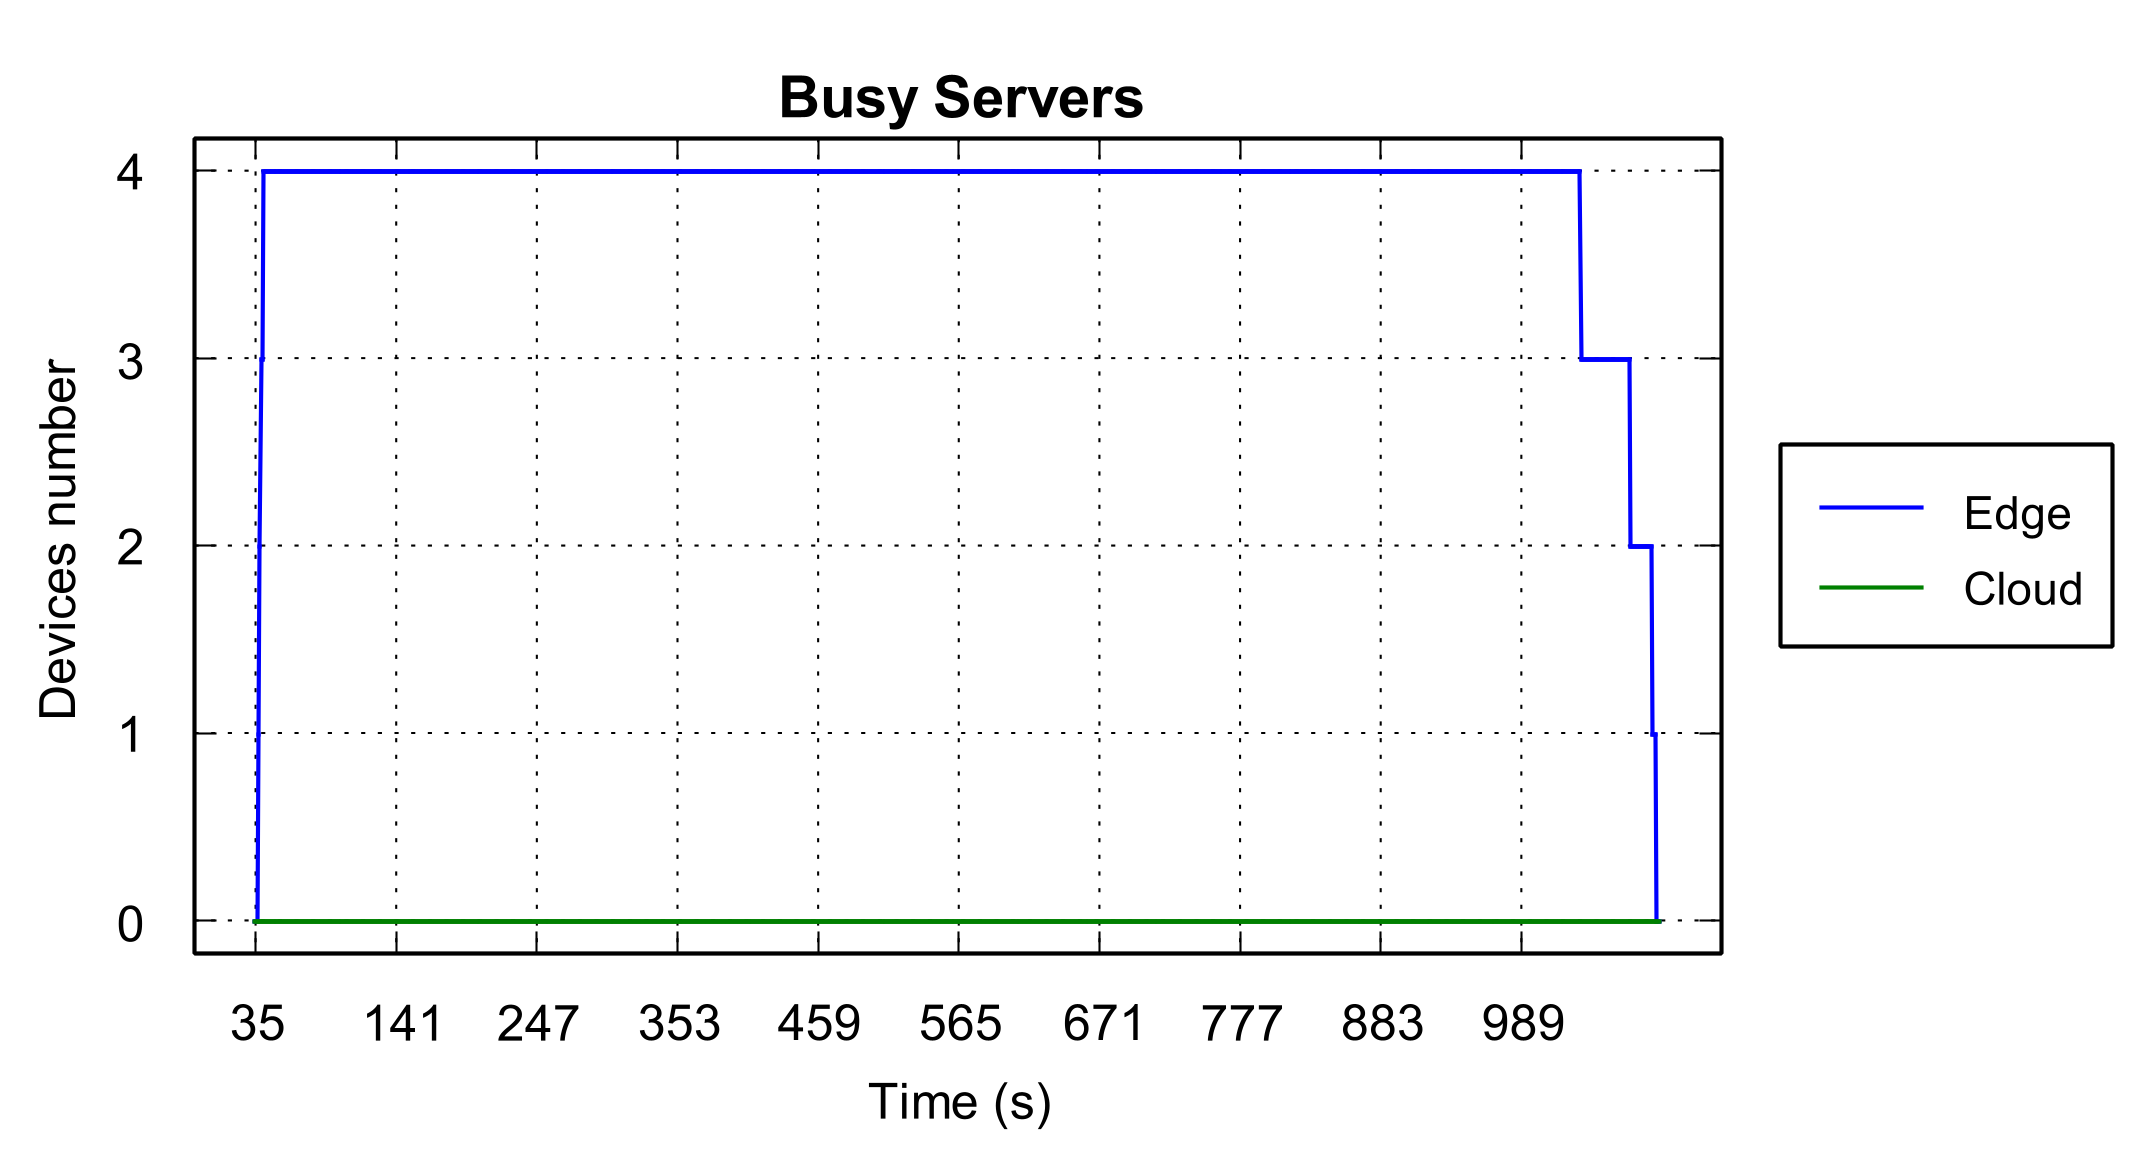 Busy Servers
4
3
2
1
0
Devices number
35 141 247 353 459 565 671 777 883 989
Time (s)
Edge
Cloud